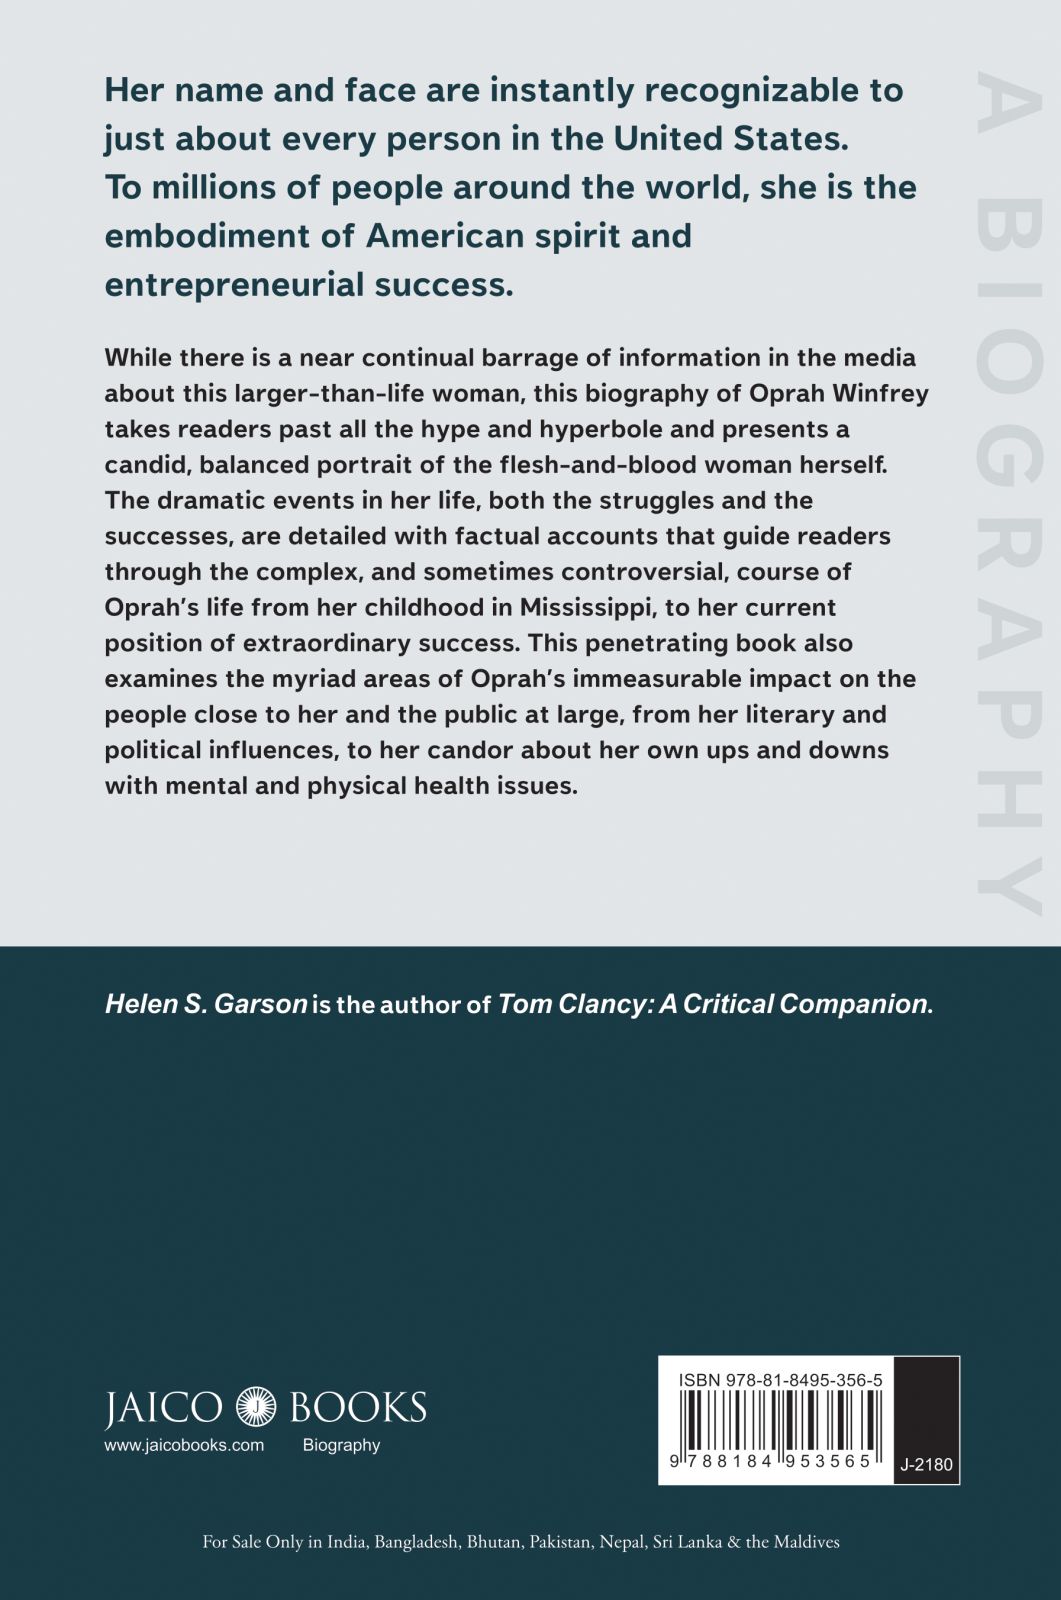 Her name and face are instantly recognizable to
just about every person in the United States.
To millions of people around the world, she is the
embodiment of American spirit and
entrepreneurial success.
While there is a near continual barrage of information in the media
about this larger-than-life woman, this biography of Oprah Winfrey
takes readers past all the hype and hyperbole and presents a
candid, balanced portrait of the flesh-and-blood woman herself.
The dramatic events in her life, both the struggles and the
successes, are detailed with factual accounts that guide readers
through the complex, and sometimes controversial, course of
Oprah’s life from her childhood in Mississippi, to her current
position of extraordinary success. This penetrating book also
examines the myriad areas of Oprah’s immeasurable impact on the
people close to her and the public at large, from her literary and
political influences, to her candor about her own ups and downs
with mental and physical health issues.
A BIOGRAPHY
Helen S. Garson is the author of Tom Clancy: A Critical Companion.
JAICO J BOOKS
www.jaicobooks.com Biography
ISBN 978-81-8495-356-5
9 788184 953565
J-2180
For Sale Only in India, Bangladesh, Bhutan, Pakistan, Nepal, Sri Lanka & the Maldives